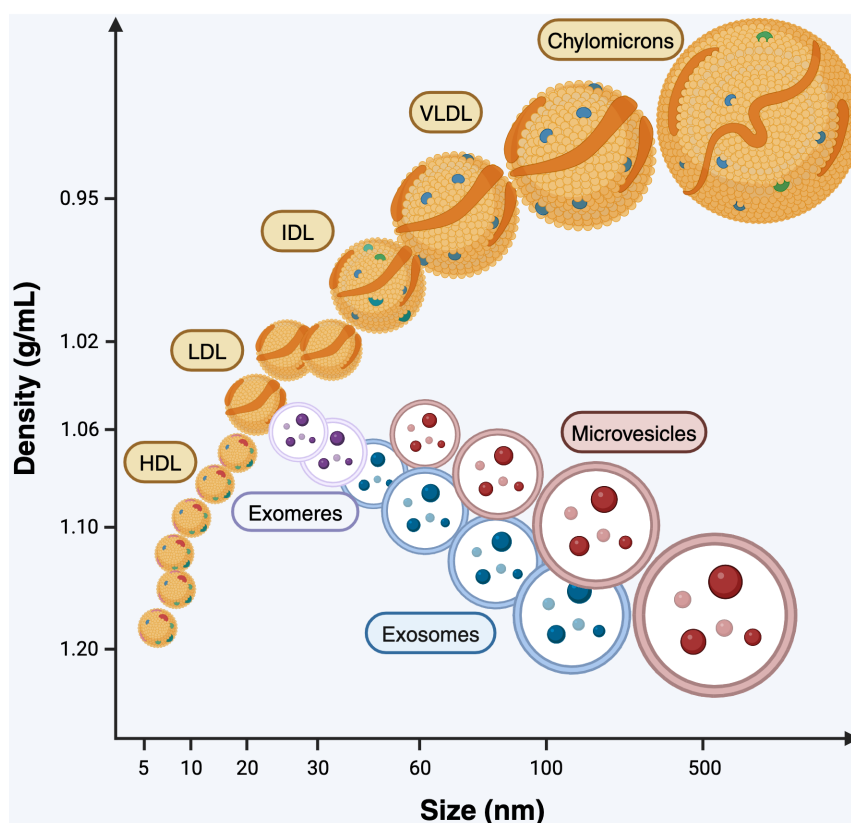 Chylomicrons
VLDL
0.95
IDL
Density (g/mL)
1.02
LDL
1.06
Microvesicles
HDL
Exomeres
1.10
Exosomes
1.20
5 10 20 30 60 100 500
Size (nm)